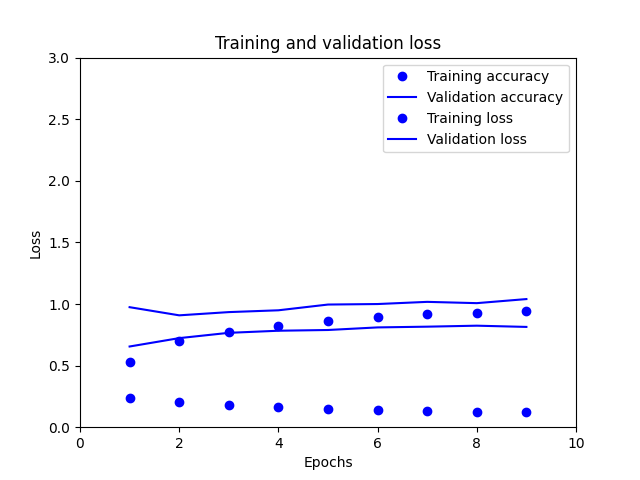 Training and validation loss
3.0
2.5
2.0
1.5
1.0
0.5
0.0
Loss
Training accuracy
Validation accuracy
Training loss
Validation loss
0 2 4 6 8 10
Epochs